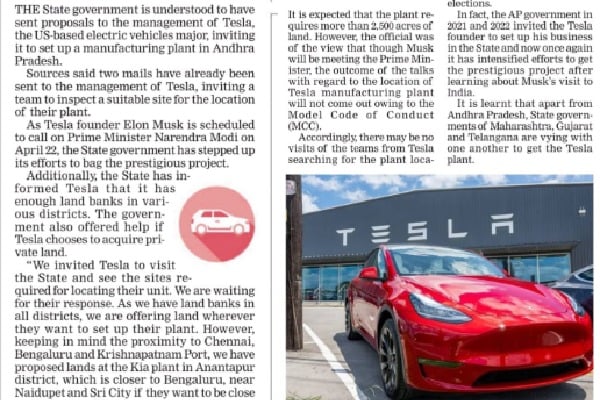 THE State government is understood to have
sent proposals to the management of Tesla,
the US-based electric vehicles major, inviting
it to set up a manufacturing plant in Andhra
Pradesh.
Sources said two mails have already been
sent to the management of Tesla, inviting a
team to inspect a suitable site for the location
of their plant.
As Tesla founder Elon Musk is scheduled
to call on Prime Minister Narendra Modi on
April 22, the State government has stepped up
its efforts to bag the prestigious project.
Additionally, the State has in-
formed Tesla that it has
enough land banks in vari-
ous districts. The govern-
ment also offered help if
Tesla chooses to acquire pri-
vate land.
“We invited Tesla to visit
the State and see the sites re-
quired for locating their unit. We are waiting
for their response. As we have land banks in
all districts, we are offering land wherever
they want to set up their plant. However,
keeping in mind the proximity to Chennai,
Bengaluru and Krishnapatnam Port, we have
proposed lands at the Kia plant in Anantapur
district, which is closer to Bengaluru, near
Naidupet and Sri City if they want to be close
It is expected that the plant re-
quires more than 2,500 acres of
land. However, the official was
of the view that though Musk
will be meeting the Prime Min-
ister, the outcome of the talks
with regard to the location of
Tesla manufacturing plant
will not come out owing to the
Model Code of Conduct
(MCC).
Accordingly, there may be no
visits of the teams from Tesla
searching for the plant loca-
elections.
In fact, the AP government in
2021 and 2022 invited the Tesla
founder to set up his business
in the State and now once again
it has intensified efforts to get
the prestigious project after
learning about Musk's visit to
India.
It is learnt that apart from
Andhra Pradesh, State govern-
ments of Maharashtra, Gujarat
and Telangana are vying with
one another to get the Tesla
plant.
TESLA